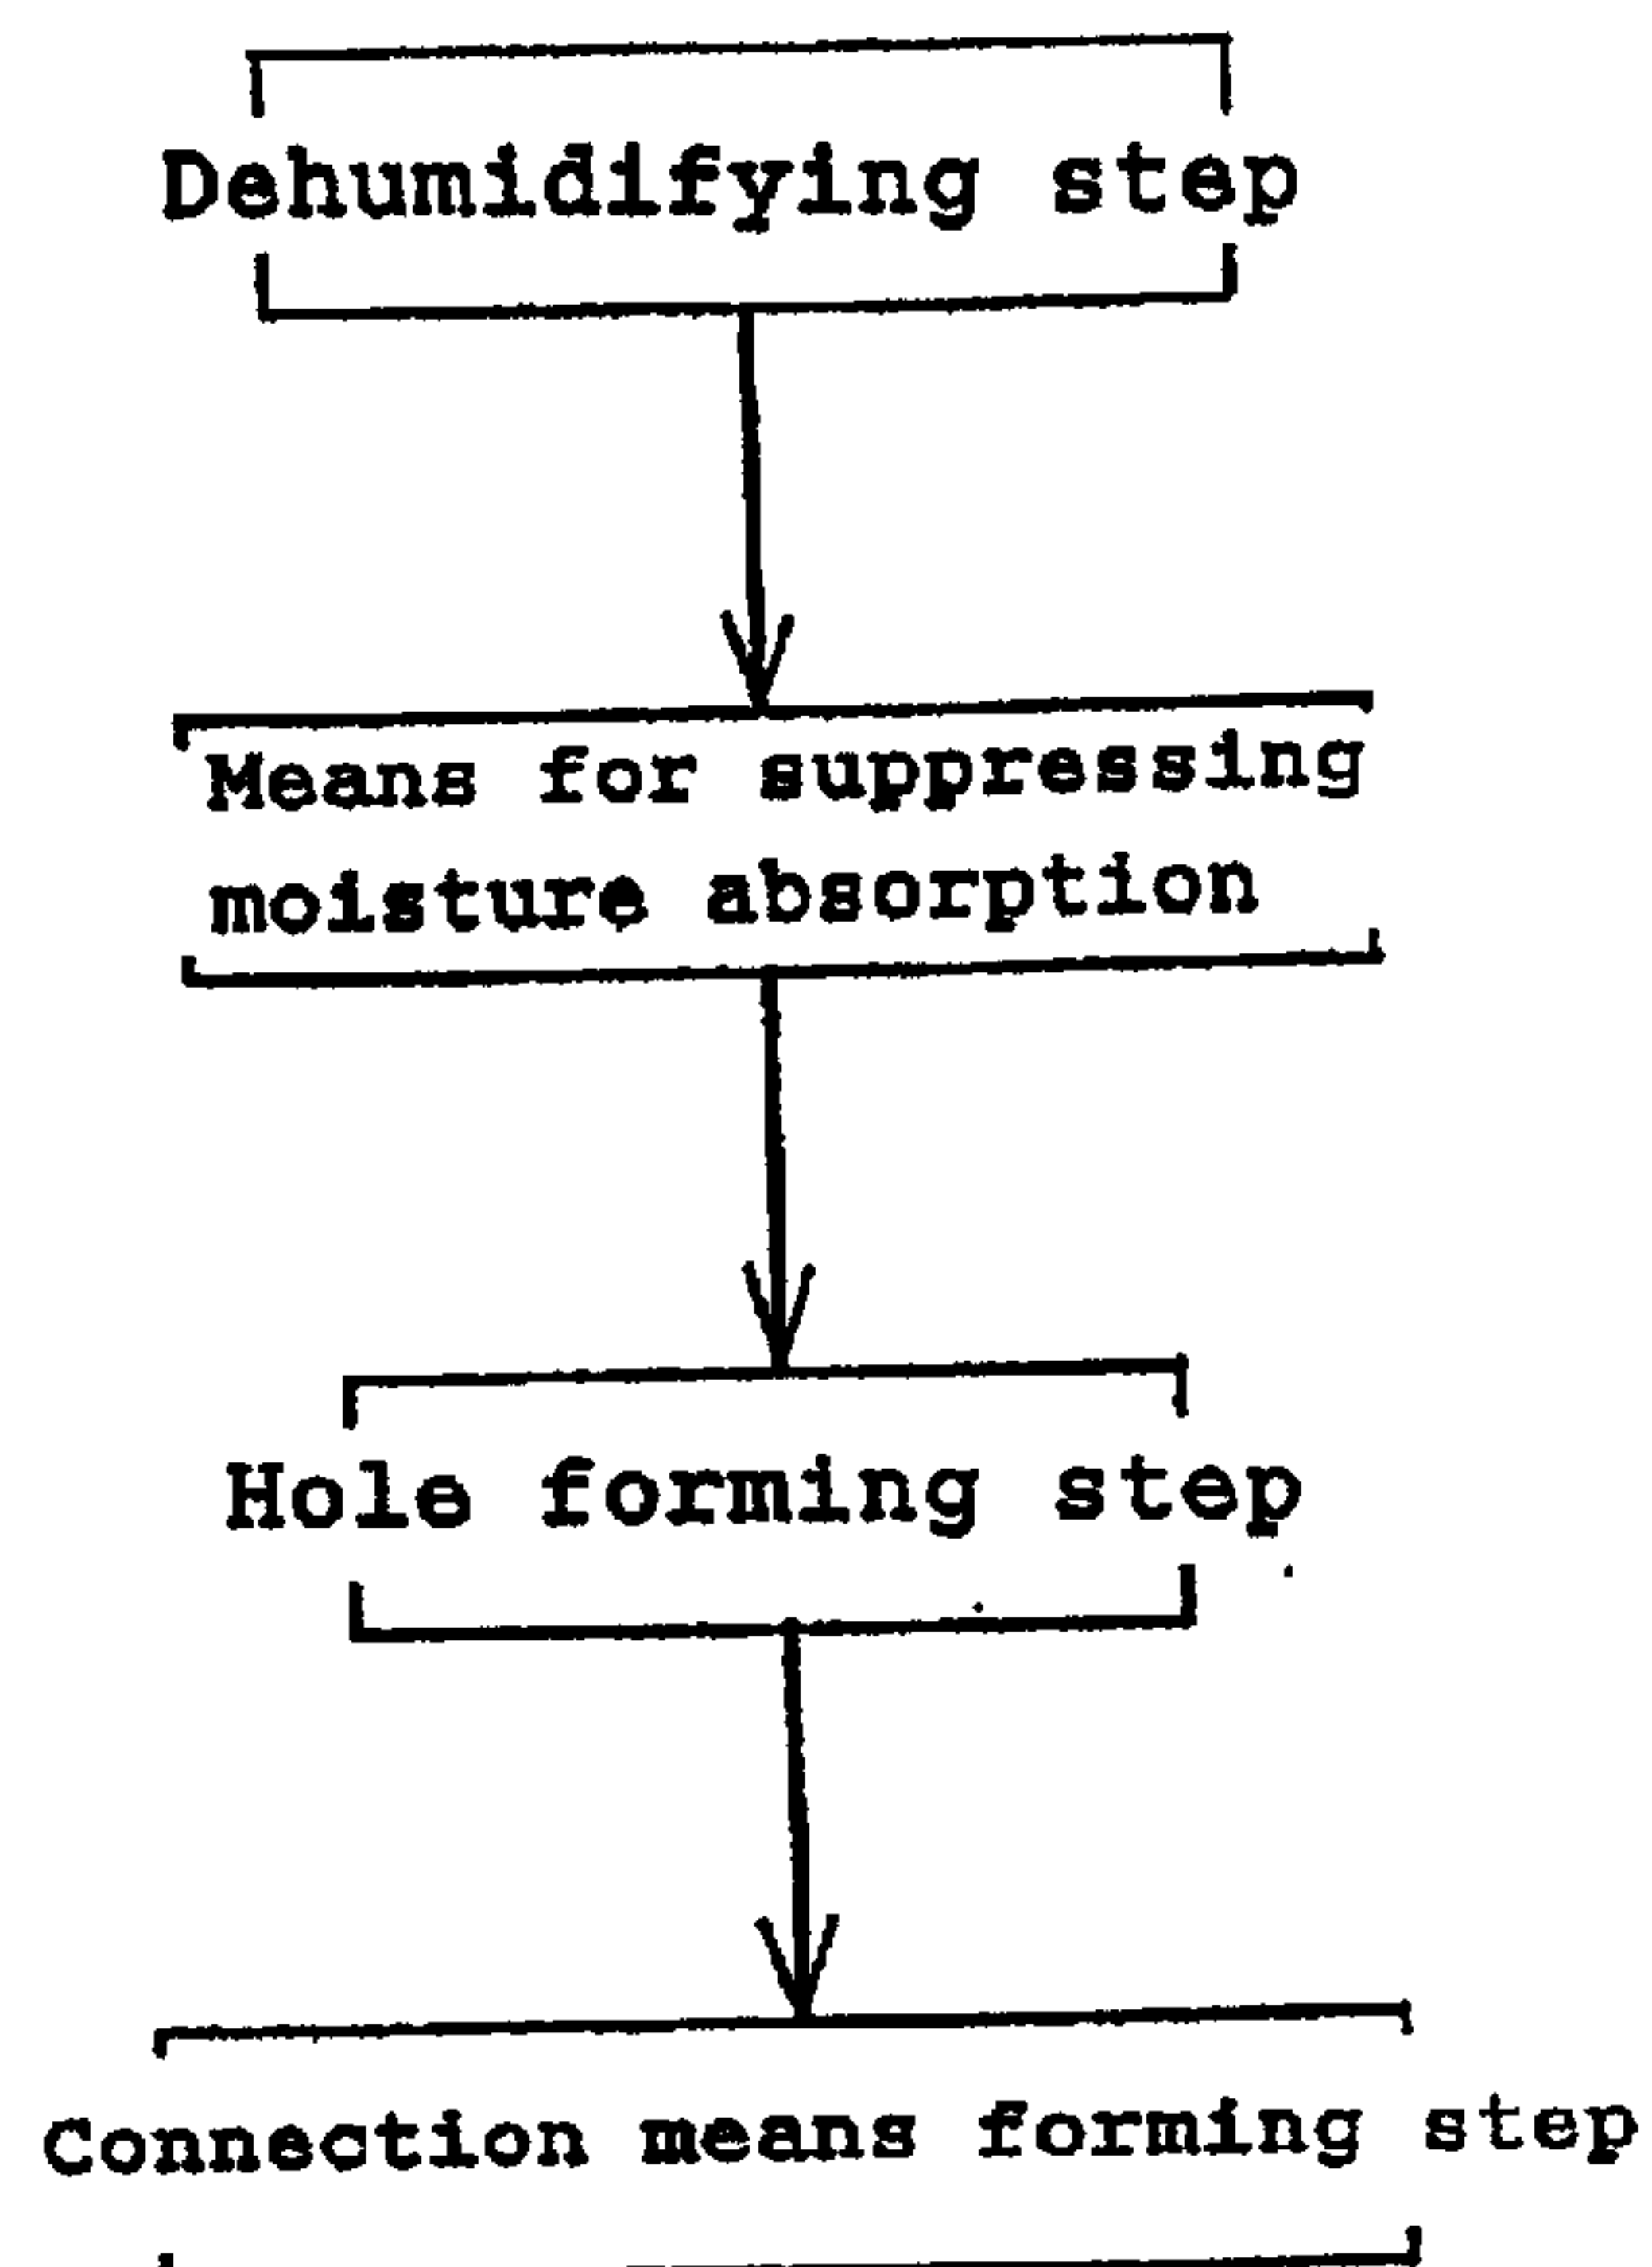 Dehumidifying step
Means for suppressing
moisture absorption
Hole forming step
Connection means forming step